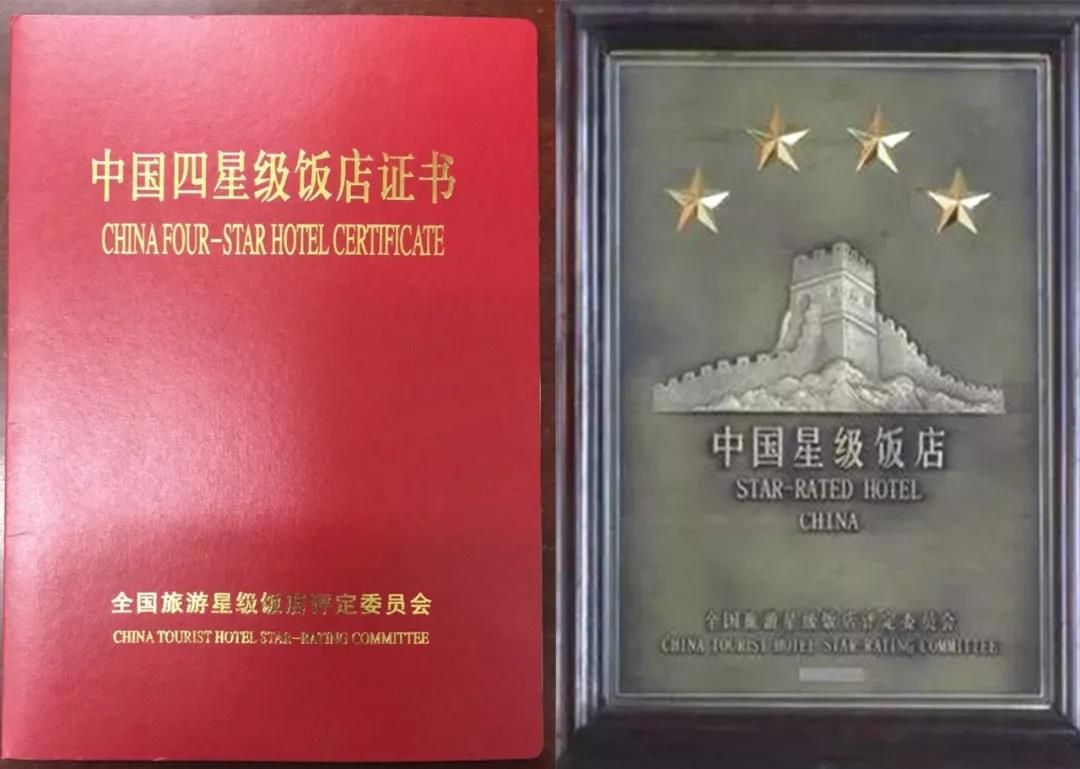 中国四星级饭店证书
CHINA FOUR-STAR HOTEL CERTIFICATE
全国旅游星级饭店评定委员会
CHINA TOURIST HOTEL STAR-RATING COMMITTEE
中国星级饭店
STAR-RATED HOTEL
CHINA
全国旅游星级饭店评定委员会
CHINA TOURIST HOTEL STAR-RATING COMMITTEE